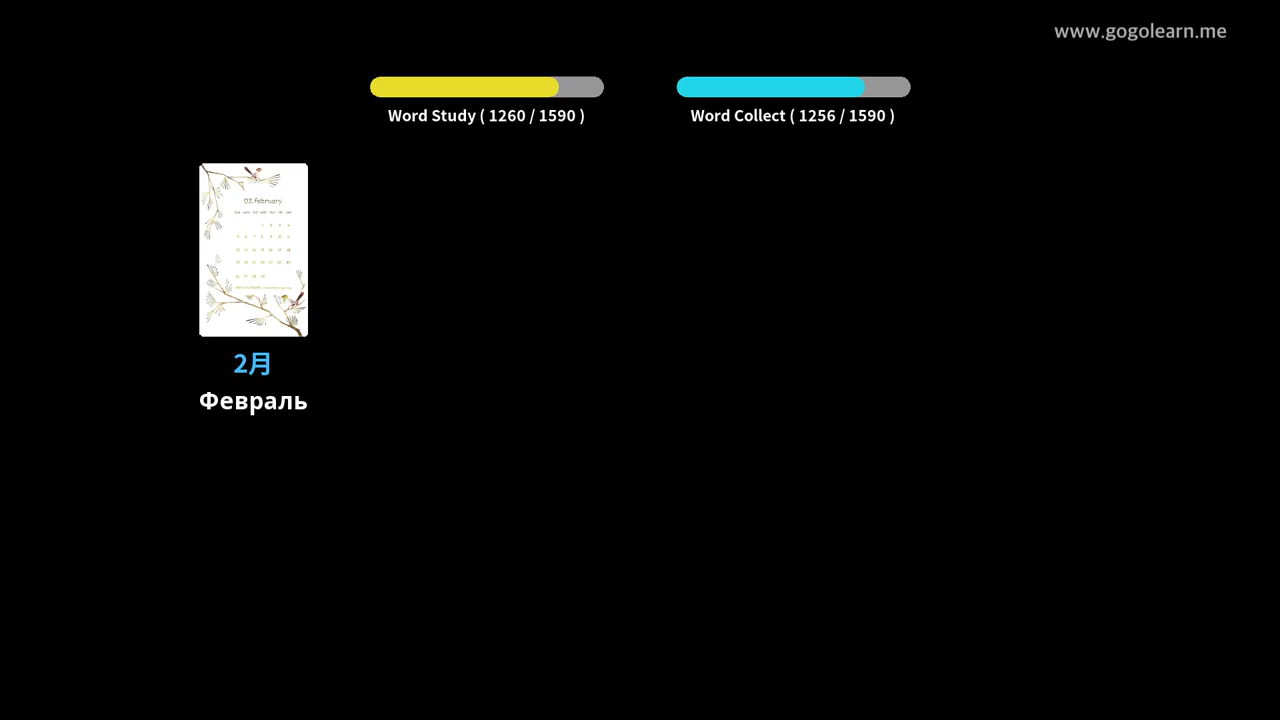 www.gogolearn.me
Word Study ( 1260 / 1590 )
Word Collect ( 1256 / 1590 )
02.february
2月
Февраль